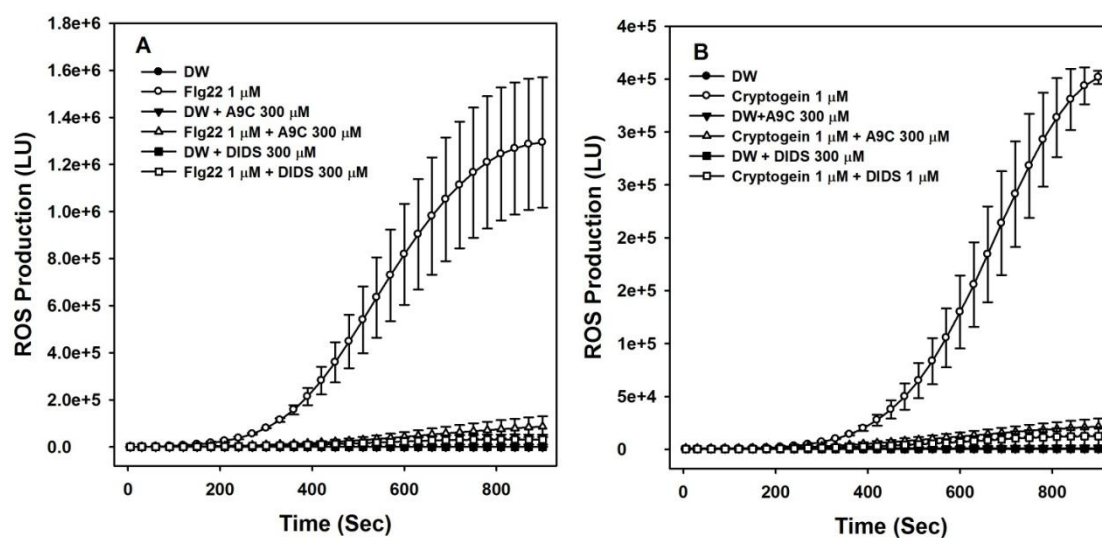 A
DW
Flg22 1 μM
DW + A9C 300 μM
Flg22 1 μM + A9C 300 μM
DW + DIDS 300 μM
Flg22 1 μM + DIDS 300 μM
ROS Production (LU)
1.8e+6
1.6e+6
1.4e+6
1.2e+6
1.0e+6
8.0e+5
6.0e+5
4.0e+5
2.0e+5
0.0
0 200 400 600 800
Time (Sec)
B
DW
Cryptogein 1 μM
DW+A9C 300 μM
Cryptogein 1 μM + A9C 300 μM
DW + DIDS 300 μM
Cryptogein 1 μM + DIDS 1 μM
ROS Production (LU)
4e+5
4e+5
3e+5
3e+5
2e+5
2e+5
1e+5
5e+4
0
0 200 400 600 800
Time (Sec)